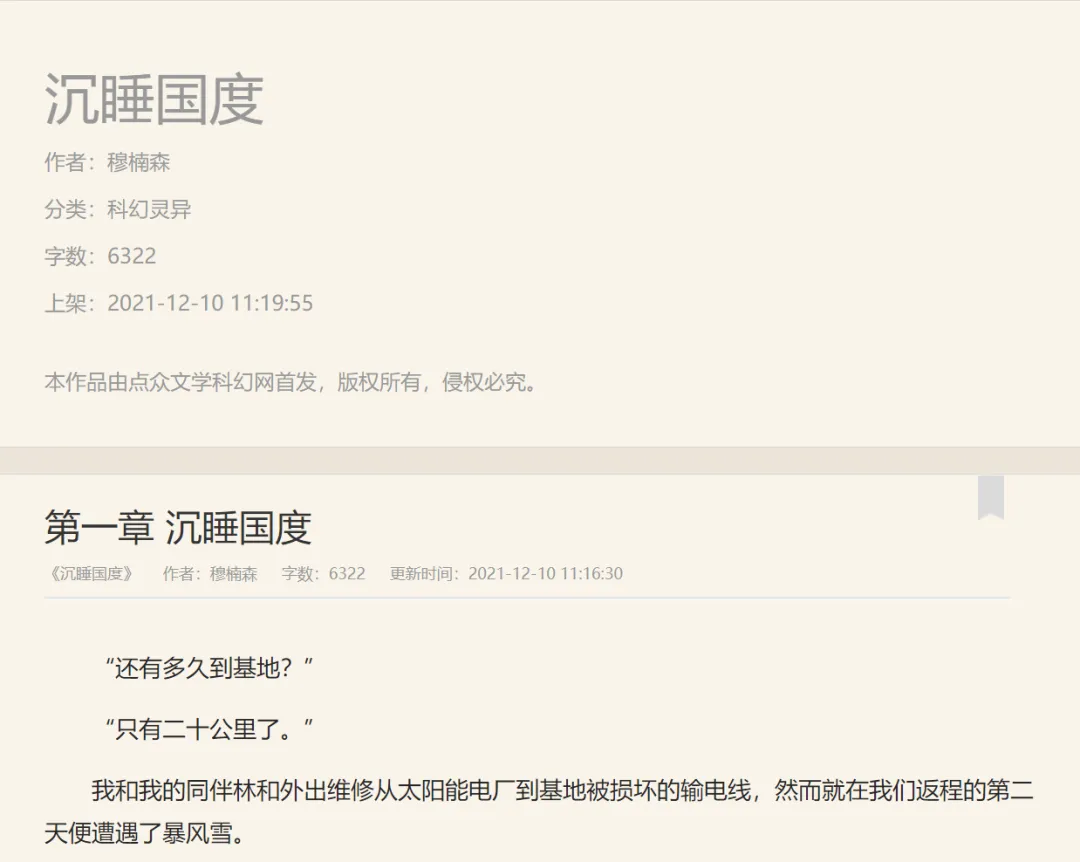 沉睡国度
作者：穆楠森
分类：科幻灵异
字数：6322
上架：2021-12-10 11:19:55
本作品由点众文学科幻网首发，版权所有，侵权必究。
第一章 沉睡国度
《沉睡国度》 作者：穆楠森 字数：6322 更新时间：2021-12-10 11:16:30
“还有多久到基地？”
“只有二十公里了。”
我和我的同伴林和外出维修从太阳能电厂到基地被损坏的输电线，然而就在我们返程的第二
天便遭遇了暴风雪。